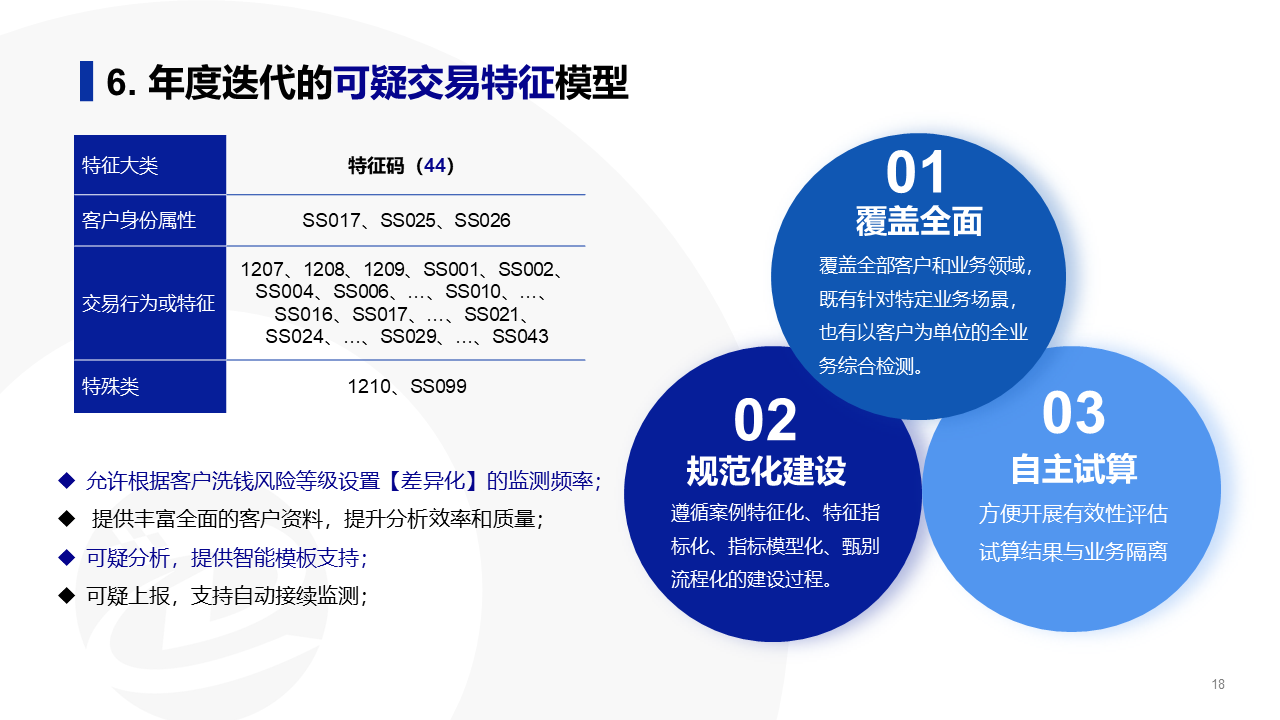 6. 年度迭代的可疑交易特征模型
特征大类
特征码（44）
客户身份属性
SS017、SS025、SS026
交易行为或特征
1207、1208、1209、SS001、SS002、
SS004、SS006、…、SS010、…、
SS016、SS017、…、SS021、
SS024、…、SS029、…、SS043
特殊类
1210、SS099
◆ 允许根据客户洗钱风险等级设置【差异化】的监测频率；
◆ 提供丰富全面的客户资料，提升分析效率和质量；
◆ 可疑分析，提供智能模板支持；
◆ 可疑上报，支持自动接续监测；
01
覆盖全面
覆盖全部客户和业务领域，
既有针对特定业务场景，
也有以客户为单位的全业
务综合检测。
02
规范化建设
遵循案例特征化、特征指
标化、指标模型化、甄别
流程化的建设过程。
03
自主试算
方便开展有效性评估
试算结果与业务隔离
18